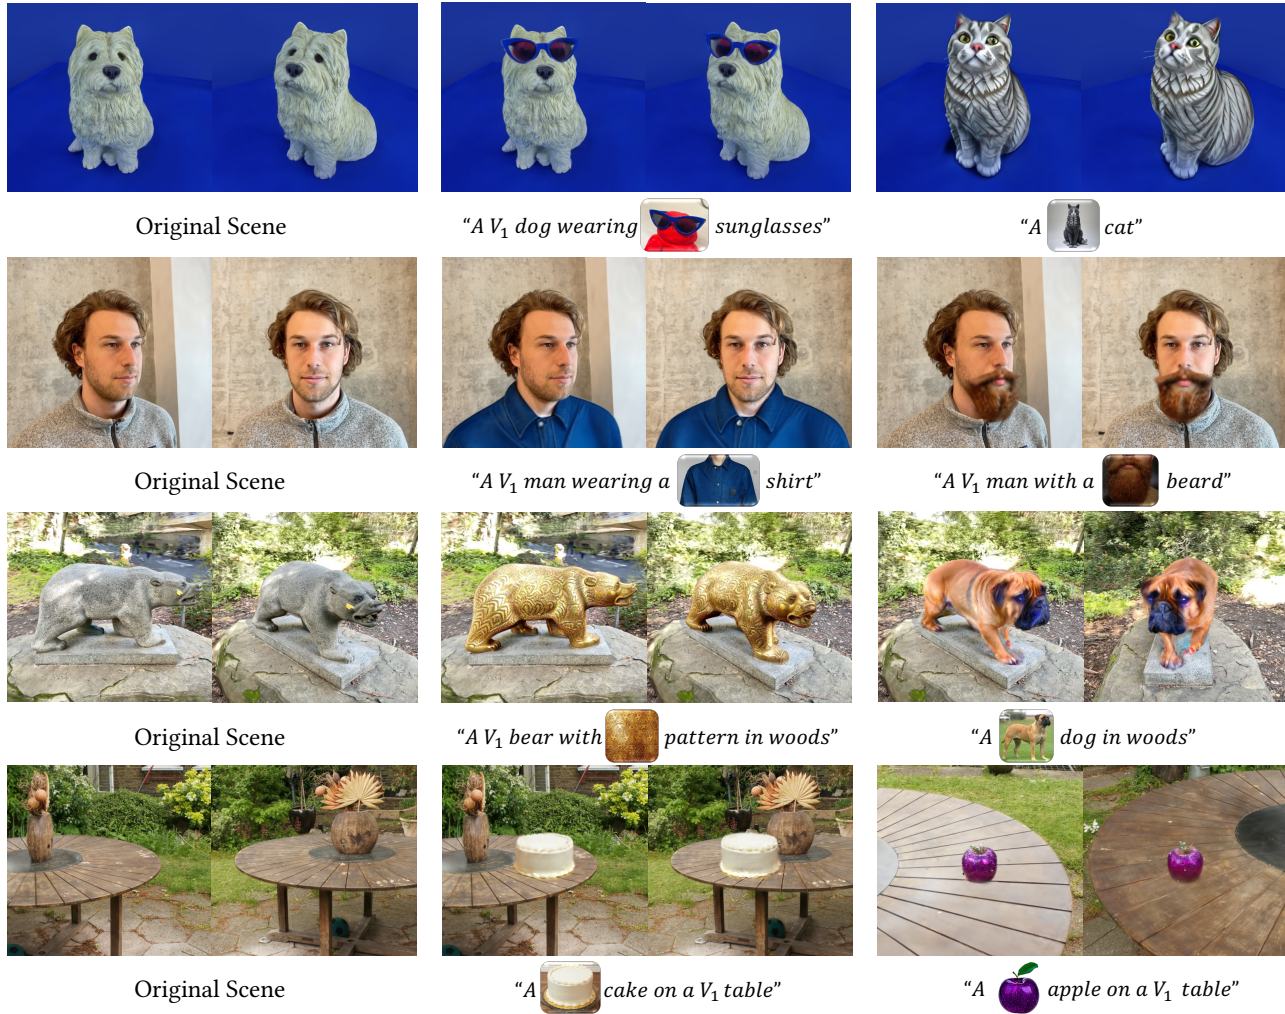 Original Scene
“A V₁ dog wearing sunglasses”
“A cat”
Original Scene
“A V₁ man wearing a shirt”
“A V₁ man with a beard”
Original Scene
“A V₁ bear with pattern in woods”
“A dog in woods”
Original Scene
“A cake on a V₁ table”
“A apple on a V₁ table”